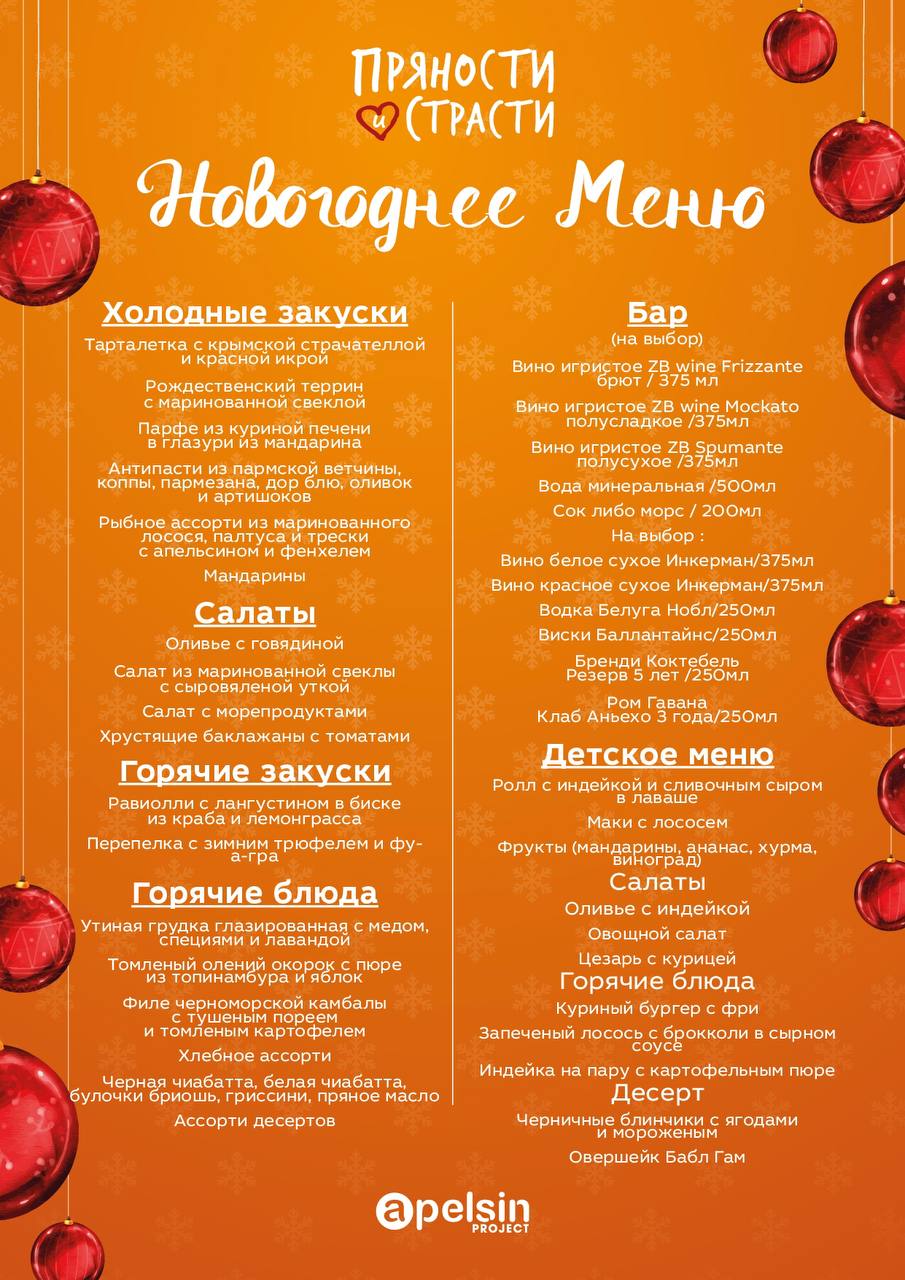 ПРЯНОСТИ
и СТРАСТИ
Новогоднее Меню
Холодные закуски
Тарталетка с крымской страчателлой
и красной икрой
Рождественский террин
с маринованной свеклой
Парфе из куриной печени
в глазури из мандарина
Антипасти из пармской ветчины,
коппы, пармезана, дор блю, оливок
и артишоков
Рыбное ассорти из маринованного
лосося, палтуса и трески
с апельсином и фенхелем
Мандарины
Салаты
Оливье с говядиной
Салат из маринованной свеклы
с сыровяленой уткой
Салат с морепродуктами
Хрустящие баклажаны с томатами
Горячие закуски
Равиолли с лангустином в биске
из краба и лемонграсса
Перепелка с зимним трюфелем и фу-
а-гра
Горячие блюда
Утиная грудка глазированная с медом,
специями и лавандой
Томленый олений окорок с пюре
из топинамбура и яблок
Филе черноморской камбалы
с тушеным пореем
и томленым картофелем
Хлебное ассорти
Черная чиабатта, белая чиабатта,
булочки бриошь, гриссини, пряное масло
Ассорти десертов
Бар
(на выбор)
Вино игристое ZB wine Frizzante
брют / 375 мл
Вино игристое ZB wine Mockato
полусладкое /375мл
Вино игристое ZB Spumante
полусухое /375мл
Вода минеральная /500мл
Сок либо морс / 200мл
На выбор :
Вино белое сухое Инкерман/375мл
Вино красное сухое Инкерман/375мл
Водка Белуга Нобл/250мл
Виски Баллантайнс/250мл
Бренди Коктебель
Резерв 5 лет /250мл
Ром Гавана
Клаб Аньехо 3 года/250мл
Детское меню
Ролл с индейкой и сливочным сыром
в лаваше
Маки с лососем
Фрукты (мандарины, ананас, хурма,
виноград)
Салаты
Оливье с индейкой
Овощной салат
Цезарь с курицей
Горячие блюда
Куриный бургер с фри
Запеченый лосось с брокколи в сырном
соусе
Индейка на пару с картофельным пюре
Десерт
Черничные блинчики с ягодами
и мороженым
Овершейк Бабл Гам
apelsin
PROJECT